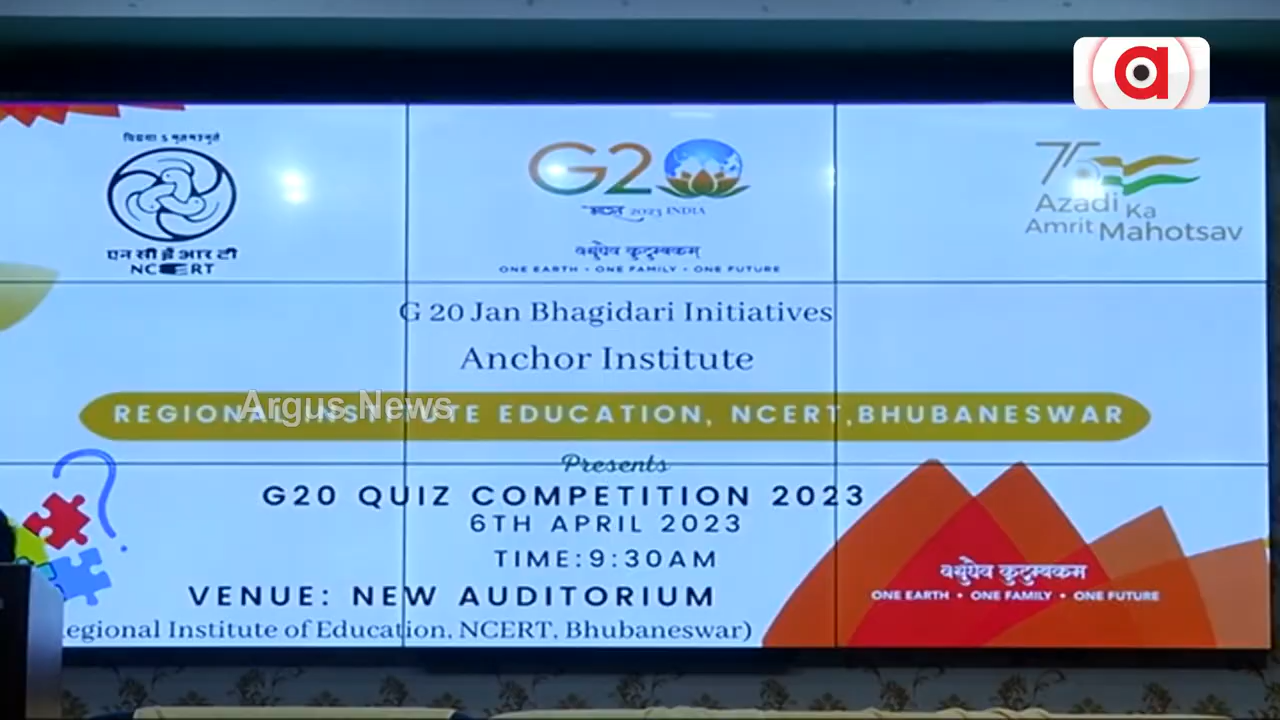 a
विद्यया ऽ मृतमश्नुते
एन सी ई आर टी
NCERT
G20
भारत 2023 INDIA
वसुधैव कुटुम्बकम्
ONE EARTH • ONE FAMILY • ONE FUTURE
75
Azadi Ka
Amrit Mahotsav
G 20 Jan Bhagidari Initiatives
Anchor Institute
REGIONAL INSTITUTE EDUCATION, NCERT,BHUBANESWAR
Argus News
Presents
G20 QUIZ COMPETITION 2023
6TH APRIL 2023
TIME:9:30AM
VENUE: NEW AUDITORIUM
egional Institute of Education, NCERT, Bhubaneswar)
वसुधैव कुटुम्बकम
ONE EARTH • ONE FAMILY • ONE FUTURE